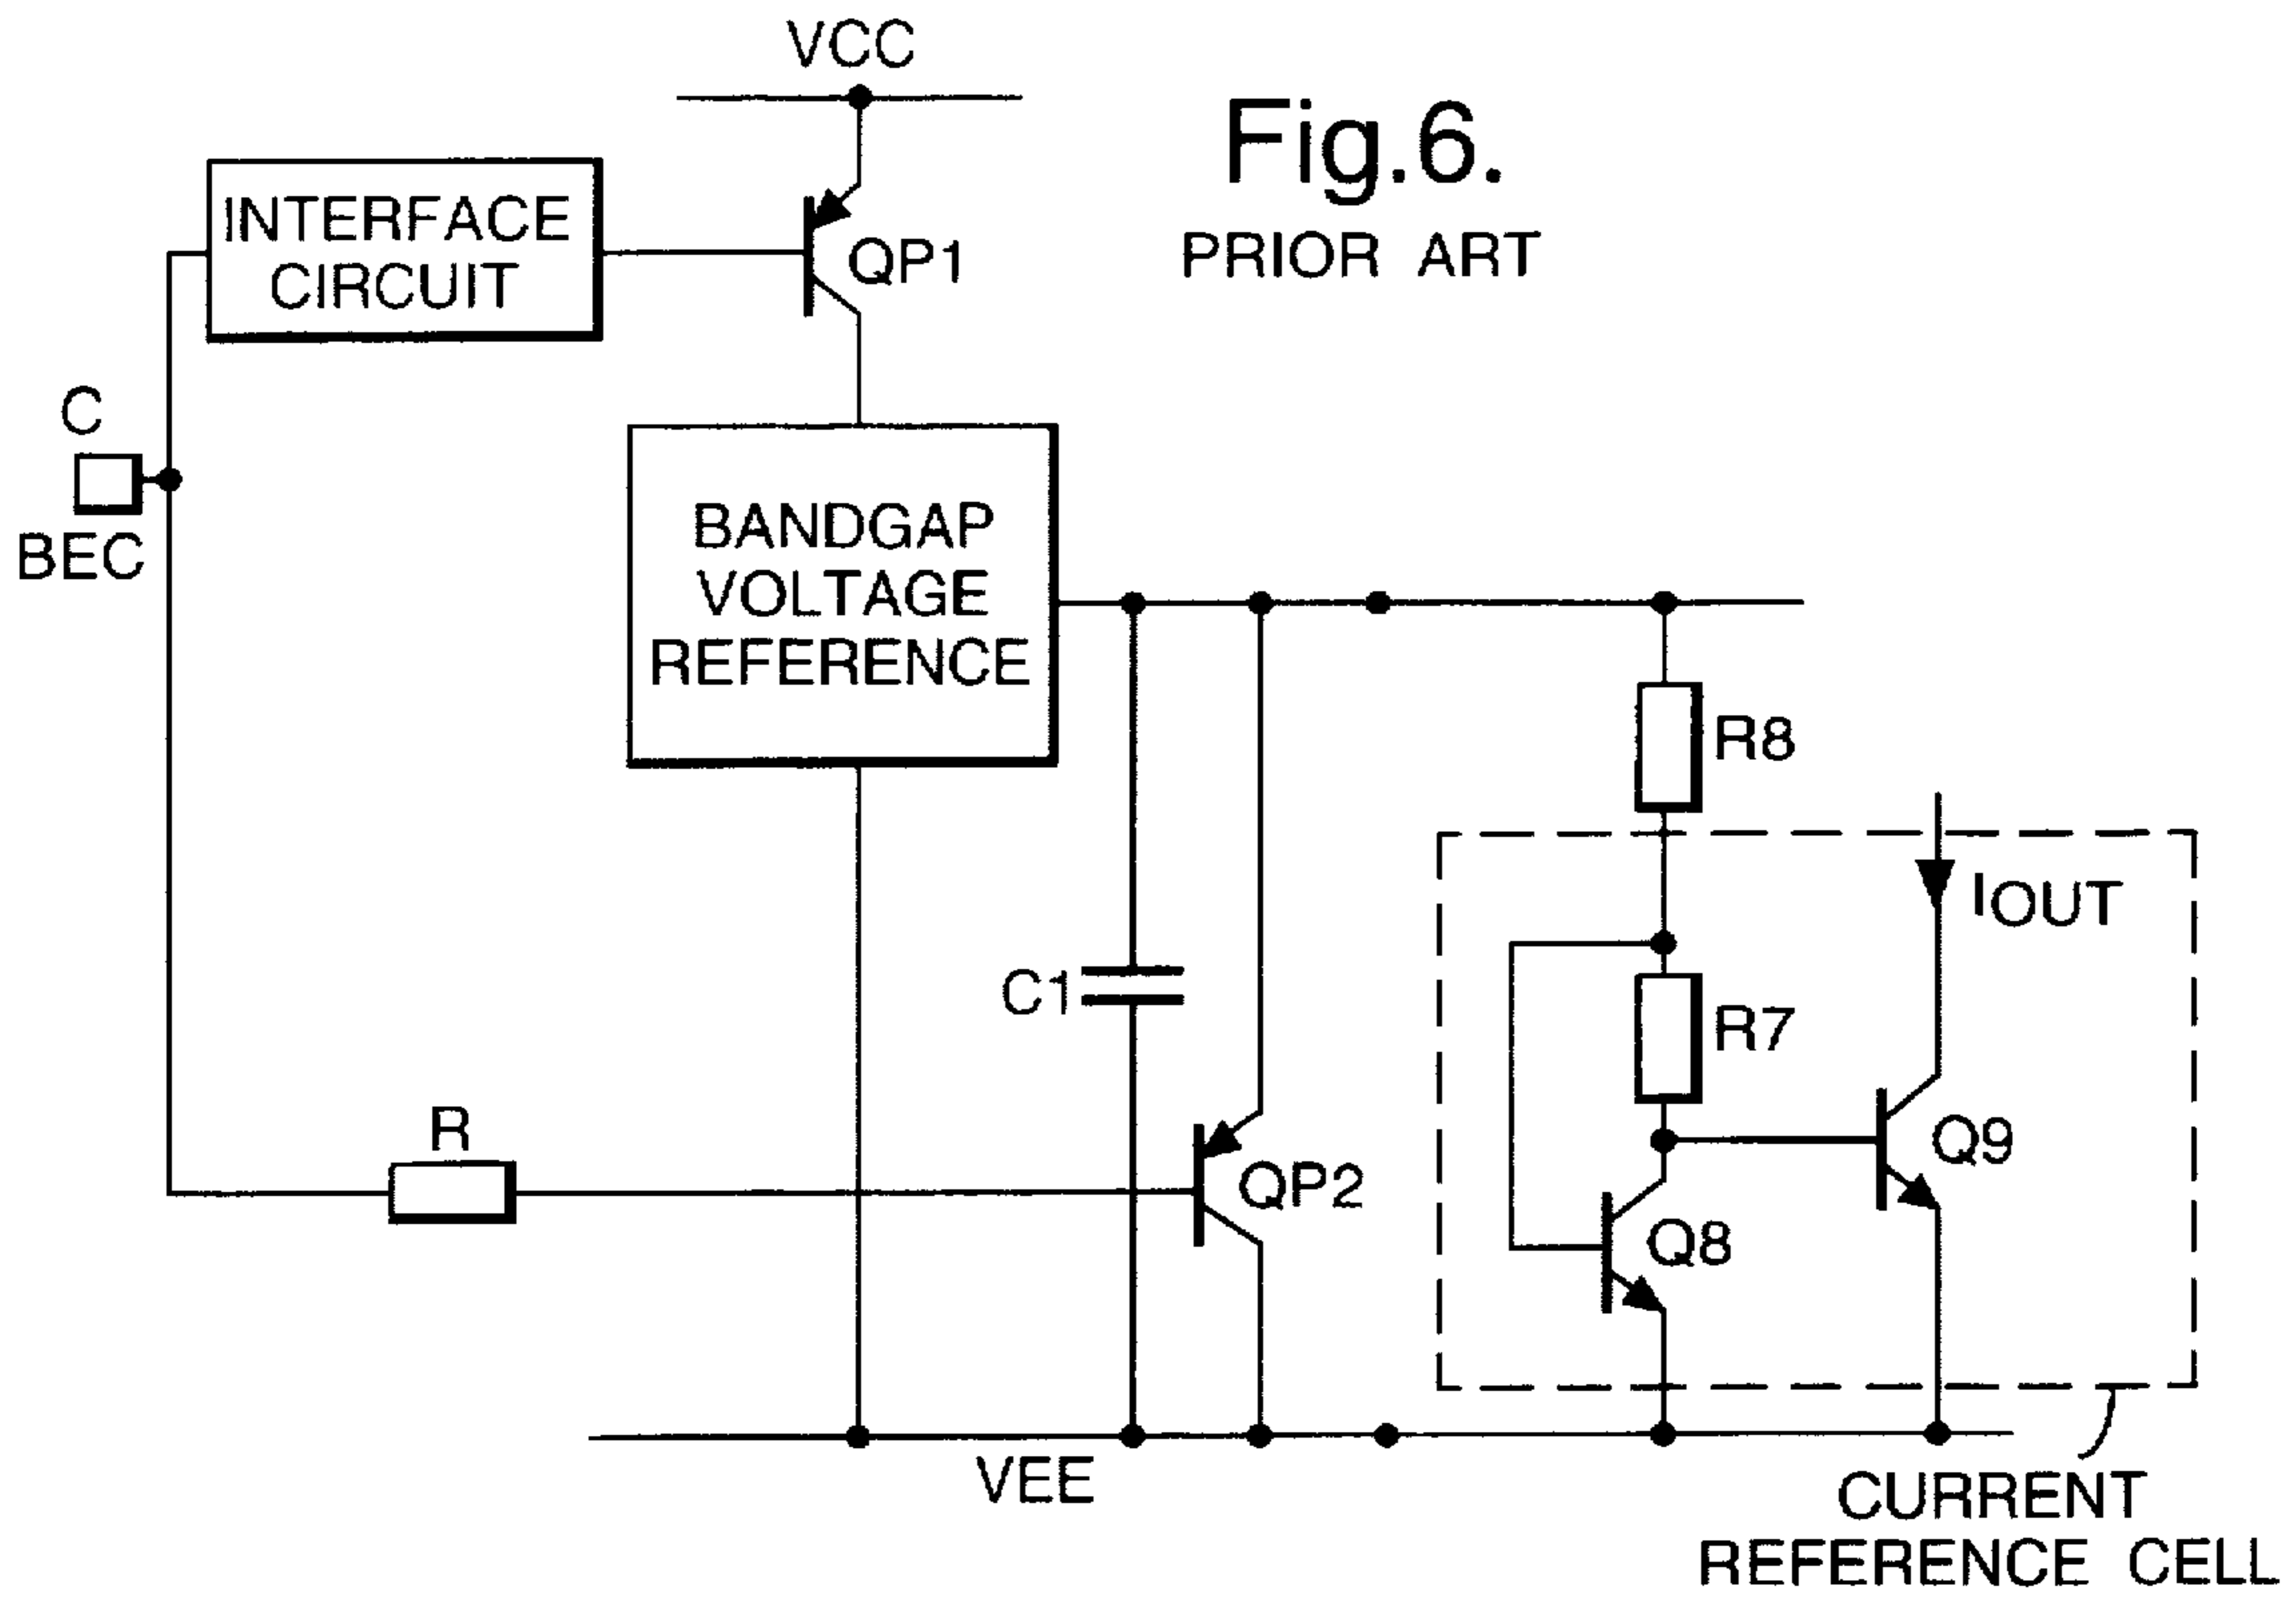 VCC
Fig.6.
PRIOR ART
INTERFACE
CIRCUIT
QP1
C
BEC
BANDGAP
VOLTAGE
REFERENCE
R8
IOUT
C1
R7
R
QP2
Q9
Q8
VEE
CURRENT
REFERENCE CELL